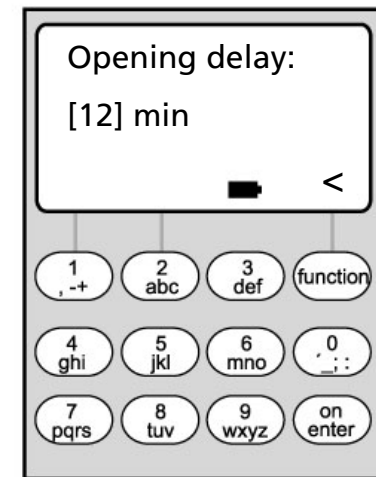 Opening delay:
[12] min
<
1
, -+
2
abc
3
def
function
4
ghi
5
jkl
6
mno
0
´_; :
7
pqrs
8
tuv
9
wxyz
on
enter